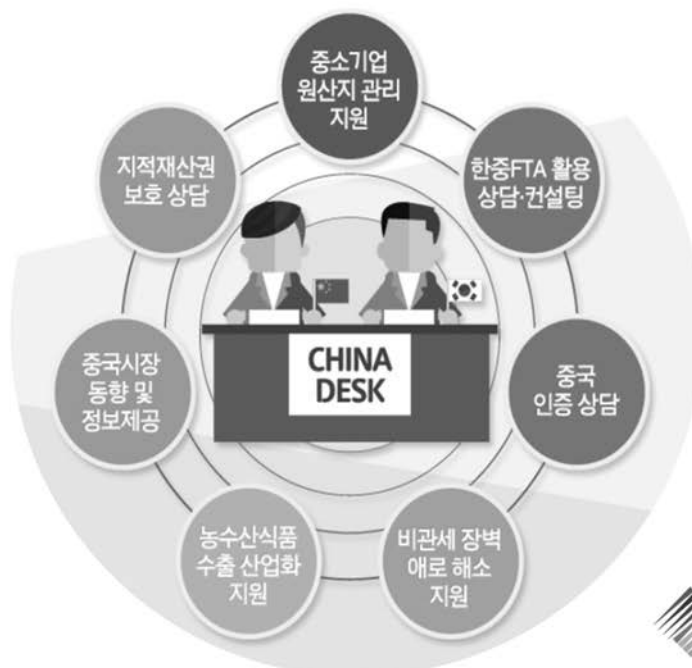 중소기업
원산지 관리
지원
한중FTA 활용
상담·컨설팅
중국
인증 상담
비관세 장벽
애로 해소
지원
농수산식품
수출 산업화
지원
중국시장
동향 및
정보제공
지적재산권
보호 상담
CHINA
DESK